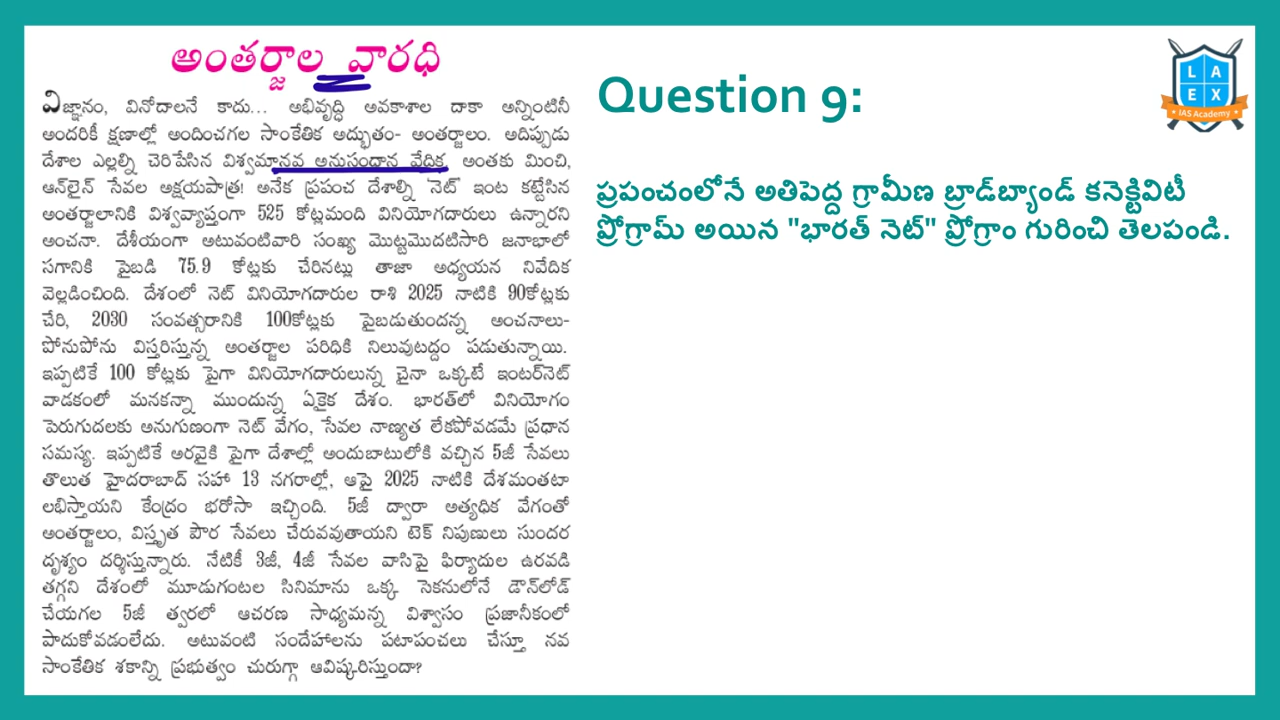 అంతర్జాల వారధి
విజ్ఞానం, వినోదాలనే కాదు... అభివృద్ధి అవకాశాల దాకా అన్నింటినీ
అందరికీ క్షణాల్లో అందించగల సాంకేతిక అద్భుతం- అంతర్జాలం. అదిప్పుడు
దేశాల ఎల్లల్ని చెరిపేసిన విశ్వమానవ అనుసంధాన వేదిక. అంతకు మించి,
ఆన్‌లైన్ సేవల అక్షయపాత్ర! అనేక ప్రపంచ దేశాల్ని 'నెట్' ఇంట కట్టేసిన
అంతర్జాలానికి విశ్వవ్యాప్తంగా 525 కోట్లమంది వినియోగదారులు ఉన్నారని
అంచనా. దేశీయంగా అటువంటివారి సంఖ్య మొట్టమొదటిసారి జనాభాలో
సగానికి పైబడి 75.9 కోట్లకు చేరినట్లు తాజా అధ్యయన నివేదిక
వెల్లడించింది. దేశంలో నెట్ వినియోగదారుల రాశి 2025 నాటికి 90కోట్లకు
చేరి, 2030 సంవత్సరానికి 100కోట్లకు పైబడుతుందన్న అంచనాలు-
పోనుపోను విస్తరిస్తున్న అంతర్జాల పరిధికి నిలువుటద్దం పడుతున్నాయి.
ఇప్పటికే 100 కోట్లకు పైగా వినియోగదారులున్న చైనా ఒక్కటే ఇంటర్‌నెట్
వాడకంలో మనకన్నా ముందున్న ఏకైక దేశం. భారత్‌లో వినియోగం
పెరుగుదలకు అనుగుణంగా నెట్ వేగం, సేవల నాణ్యత లేకపోవడమే ప్రధాన
సమస్య. ఇప్పటికే అరవైకి పైగా దేశాల్లో అందుబాటులోకి వచ్చిన 5జీ సేవలు
తొలుత హైదరాబాద్ సహా 13 నగరాల్లో, ఆపై 2025 నాటికి దేశమంతటా
లభిస్తాయని కేంద్రం భరోసా ఇచ్చింది. 5జీ ద్వారా అత్యధిక వేగంతో
అంతర్జాలం, విస్తృత పౌర సేవలు చేరువవుతాయని టెక్ నిపుణులు సుందర
దృశ్యం దర్శిస్తున్నారు. నేటికీ 3జీ, 4జీ సేవల వాసిపై ఫిర్యాదుల ఉరవడి
తగ్గని దేశంలో మూడుగంటల సినిమాను ఒక్క సెకనులోనే డౌన్‌లోడ్
చేయగల 5జీ త్వరలో ఆచరణ సాధ్యమన్న విశ్వాసం ప్రజానీకంలో
పాదుకోవడంలేదు. అటువంటి సందేహాలను పటాపంచలు చేస్తూ నవ
సాంకేతిక శకాన్ని ప్రభుత్వం చురుగ్గా ఆవిష్కరిస్తుందా?
Question 9:
ప్రపంచంలోనే అతిపెద్ద గ్రామీణ బ్రాడ్‌బ్యాండ్ కనెక్టివిటీ
ప్రోగ్రామ్ అయిన "భారత్ నెట్" ప్రోగ్రాం గురించి తెలపండి.
L A
E X
IAS Academy